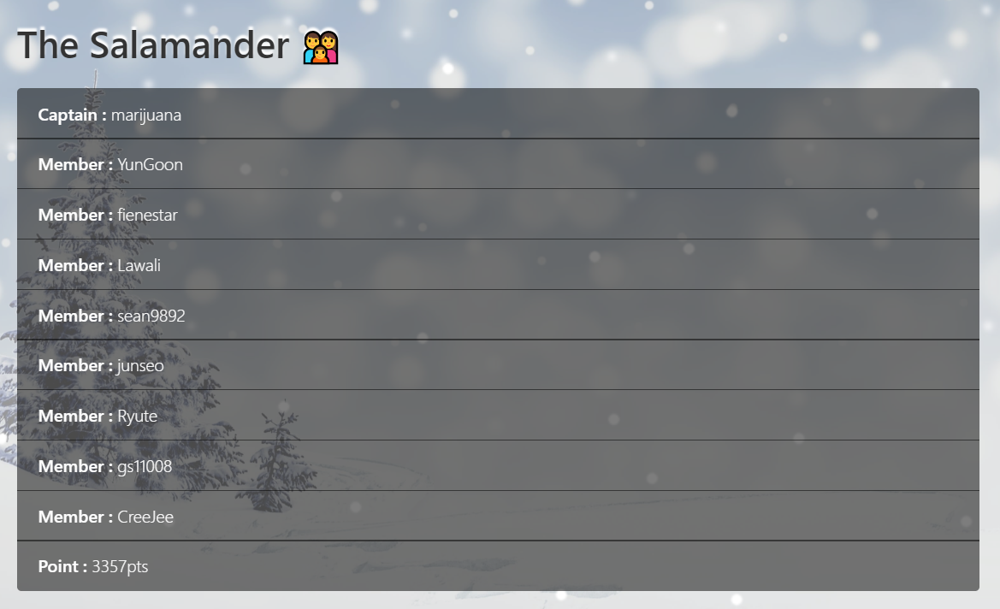 The Salamander
Captain : marijuana
Member : YunGoon
Member : fienestar
Member : Lawali
Member : sean9892
Member : junseo
Member : Ryute
Member : gs11008
Member : CreeJee
Point : 3357pts